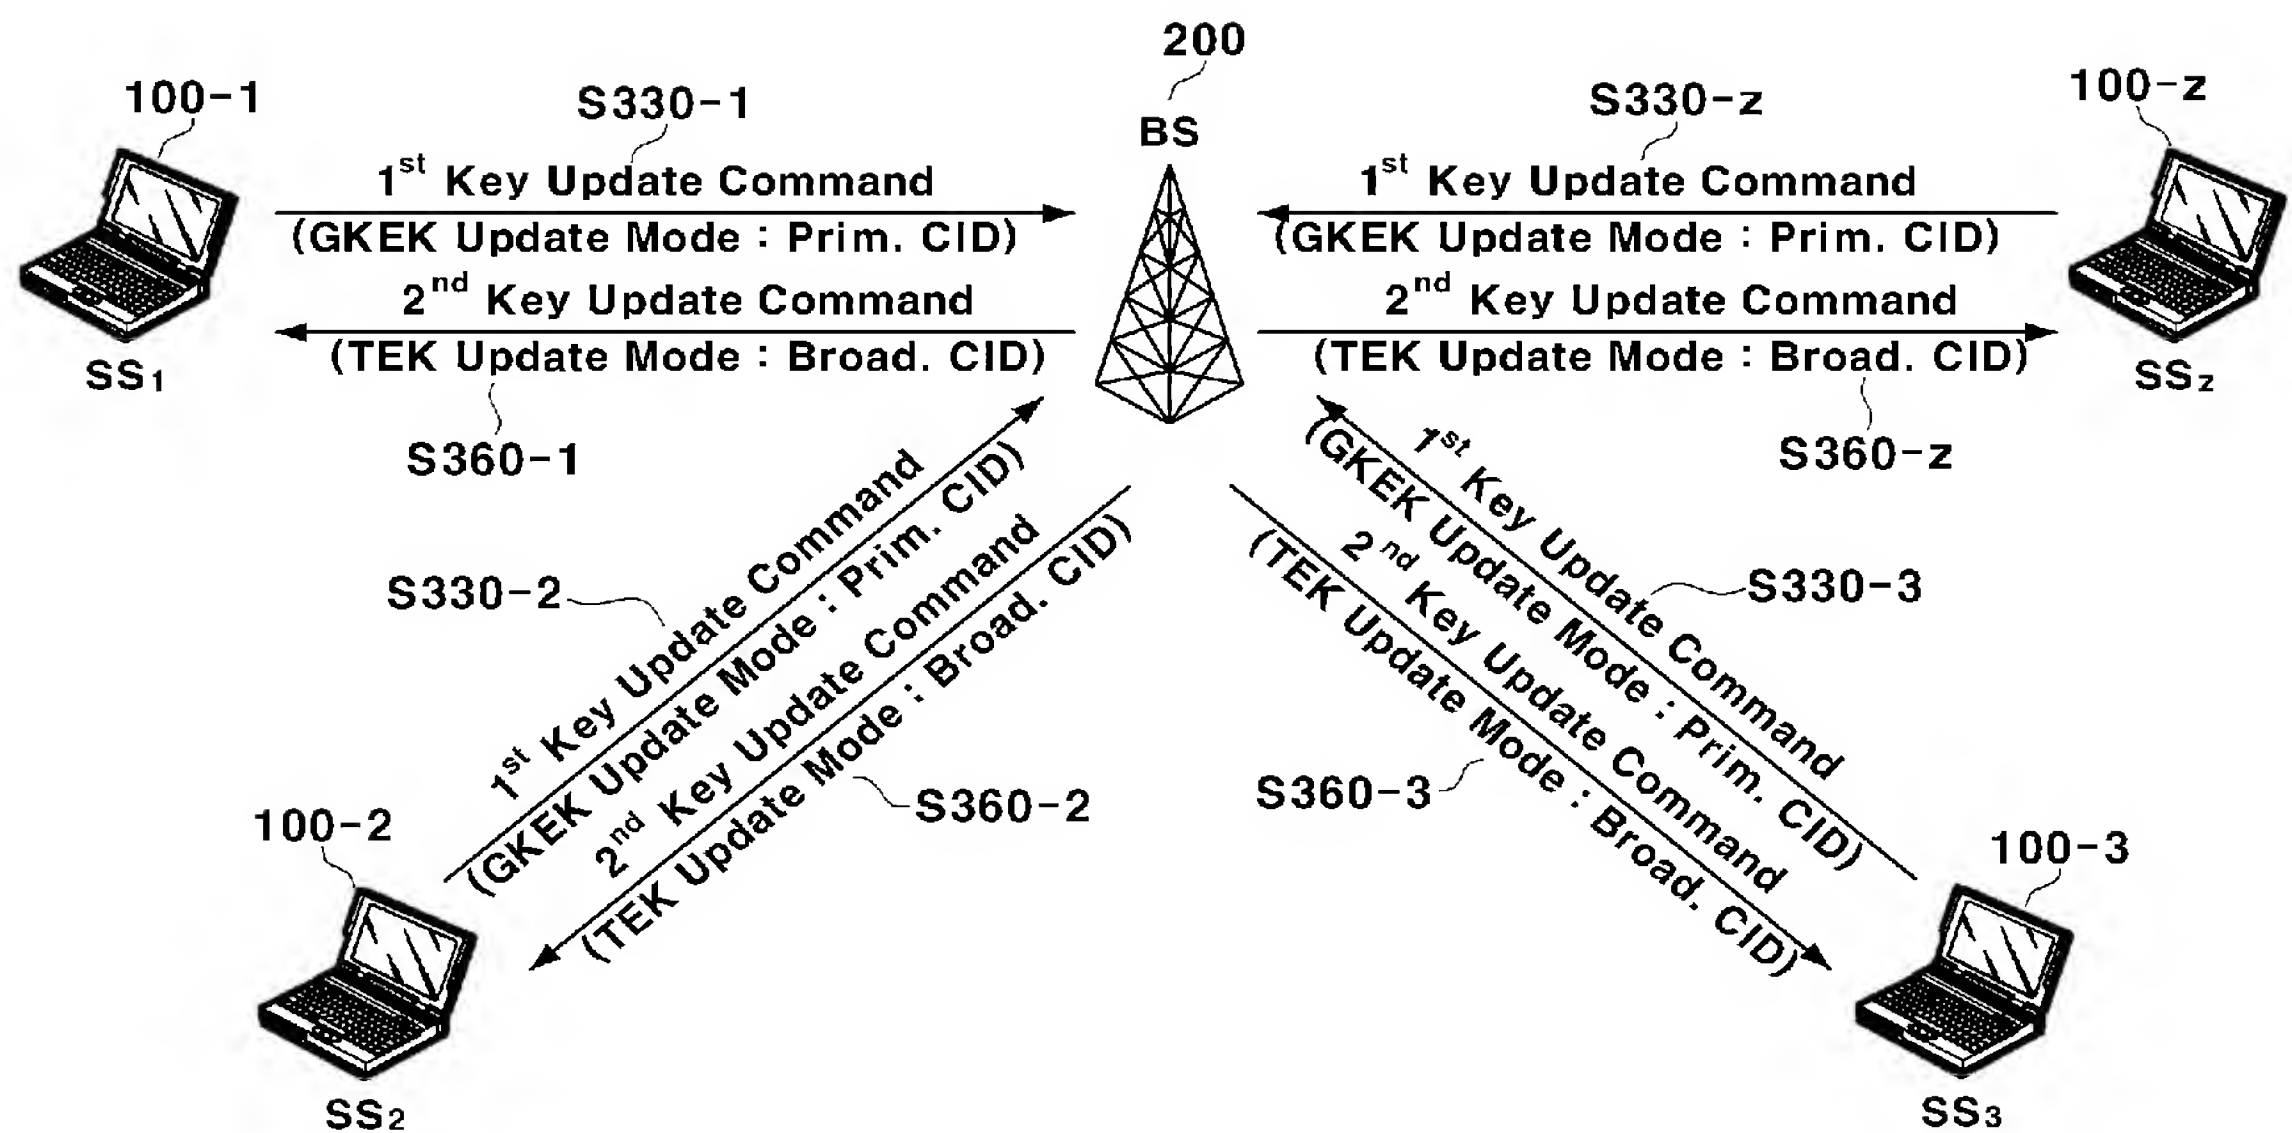 200
100-1
S330-1
BS
S330-z
100-z
1st Key Update Command
(GKEK Update Mode : Prim. CID)
2nd Key Update Command
(TEK Update Mode : Broad. CID)
SS1
S360-1
1st Key Update Command
(GKEK Update Mode : Prim. CID)
2nd Key Update Command
(TEK Update Mode : Broad. CID)
SSz
S360-z
S330-2
1st Key Update Command
(GKEK Update Mode : Prim. CID)
2nd Key Update Command
(TEK Update Mode : Broad. CID)
S360-2
100-2
SS2
1st Key Update Command
(GKEK Update Mode : Prim. CID)
S330-3
2nd Key Update Command
(TEK Update Mode : Broad. CID)
S360-3
100-3
SS3